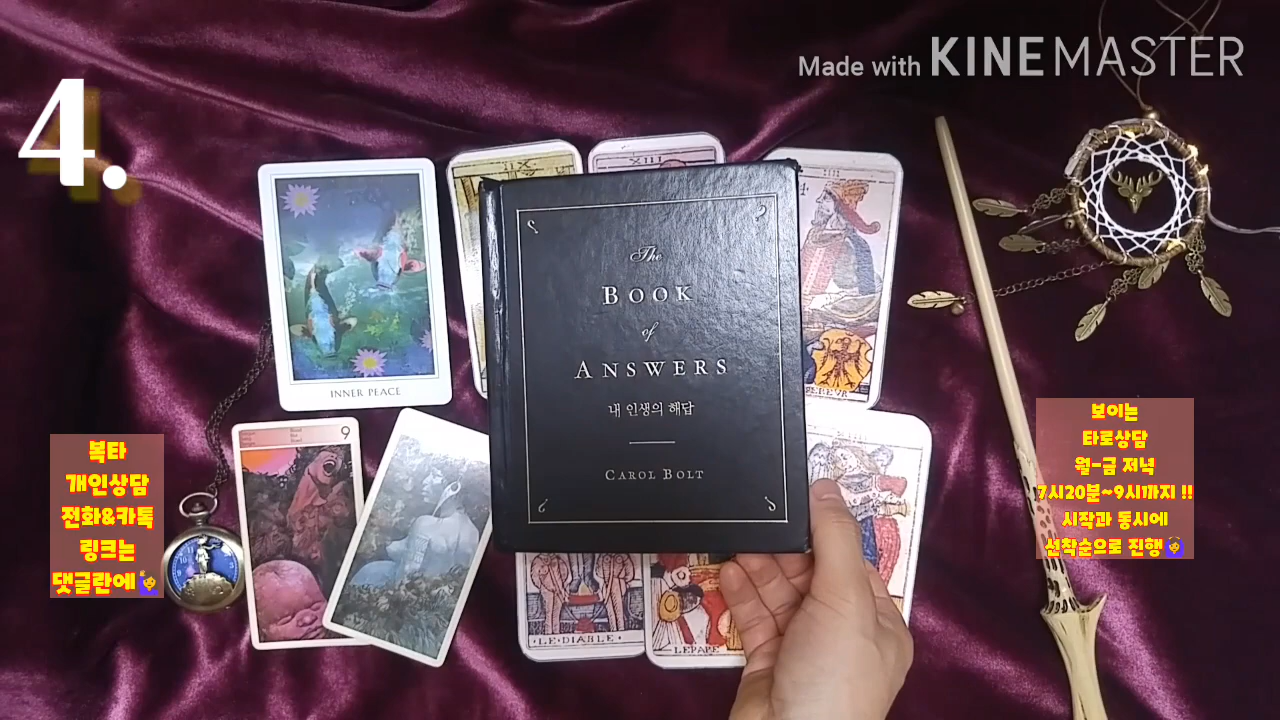 Made with KINEMASTER
4.
The
BOOK
of
ANSWERS
내 인생의 해답
CAROL BOLT
INNER PEACE
XIII
9
LE·DIABLE·
LEPAPE
복타
개인상담
전화&카톡
링크는
댓글란에🙋‍♀️
보이는
타로상담
월-금 저녁
7시20분~9시까지 !!
시작과 동시에
선착순으로 진행🙆‍♀️